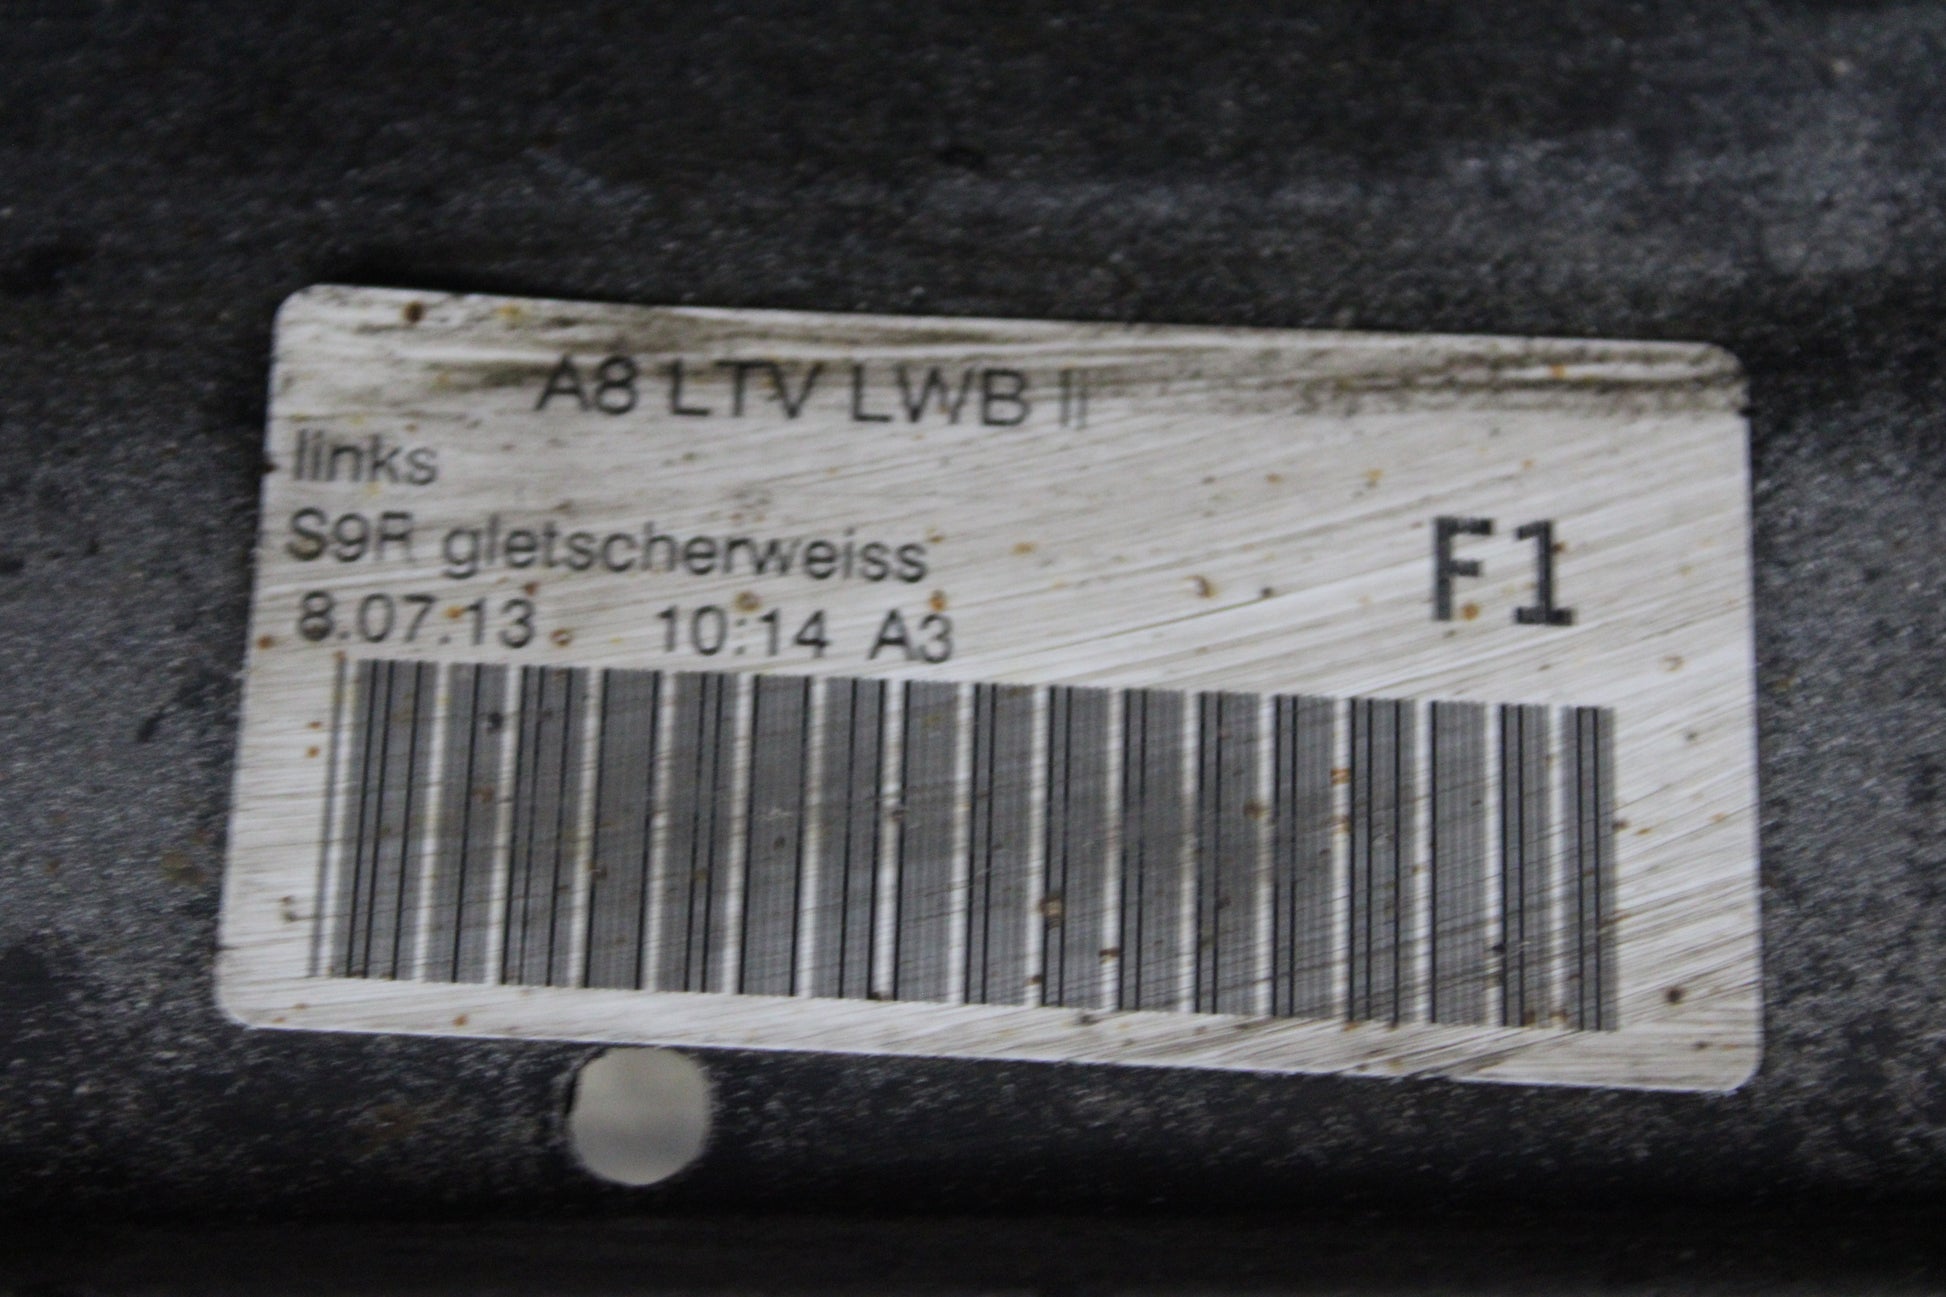 A8 LTV LWB II
links
S9R gletscherweiss
F1
8.07.13 10:14 A3